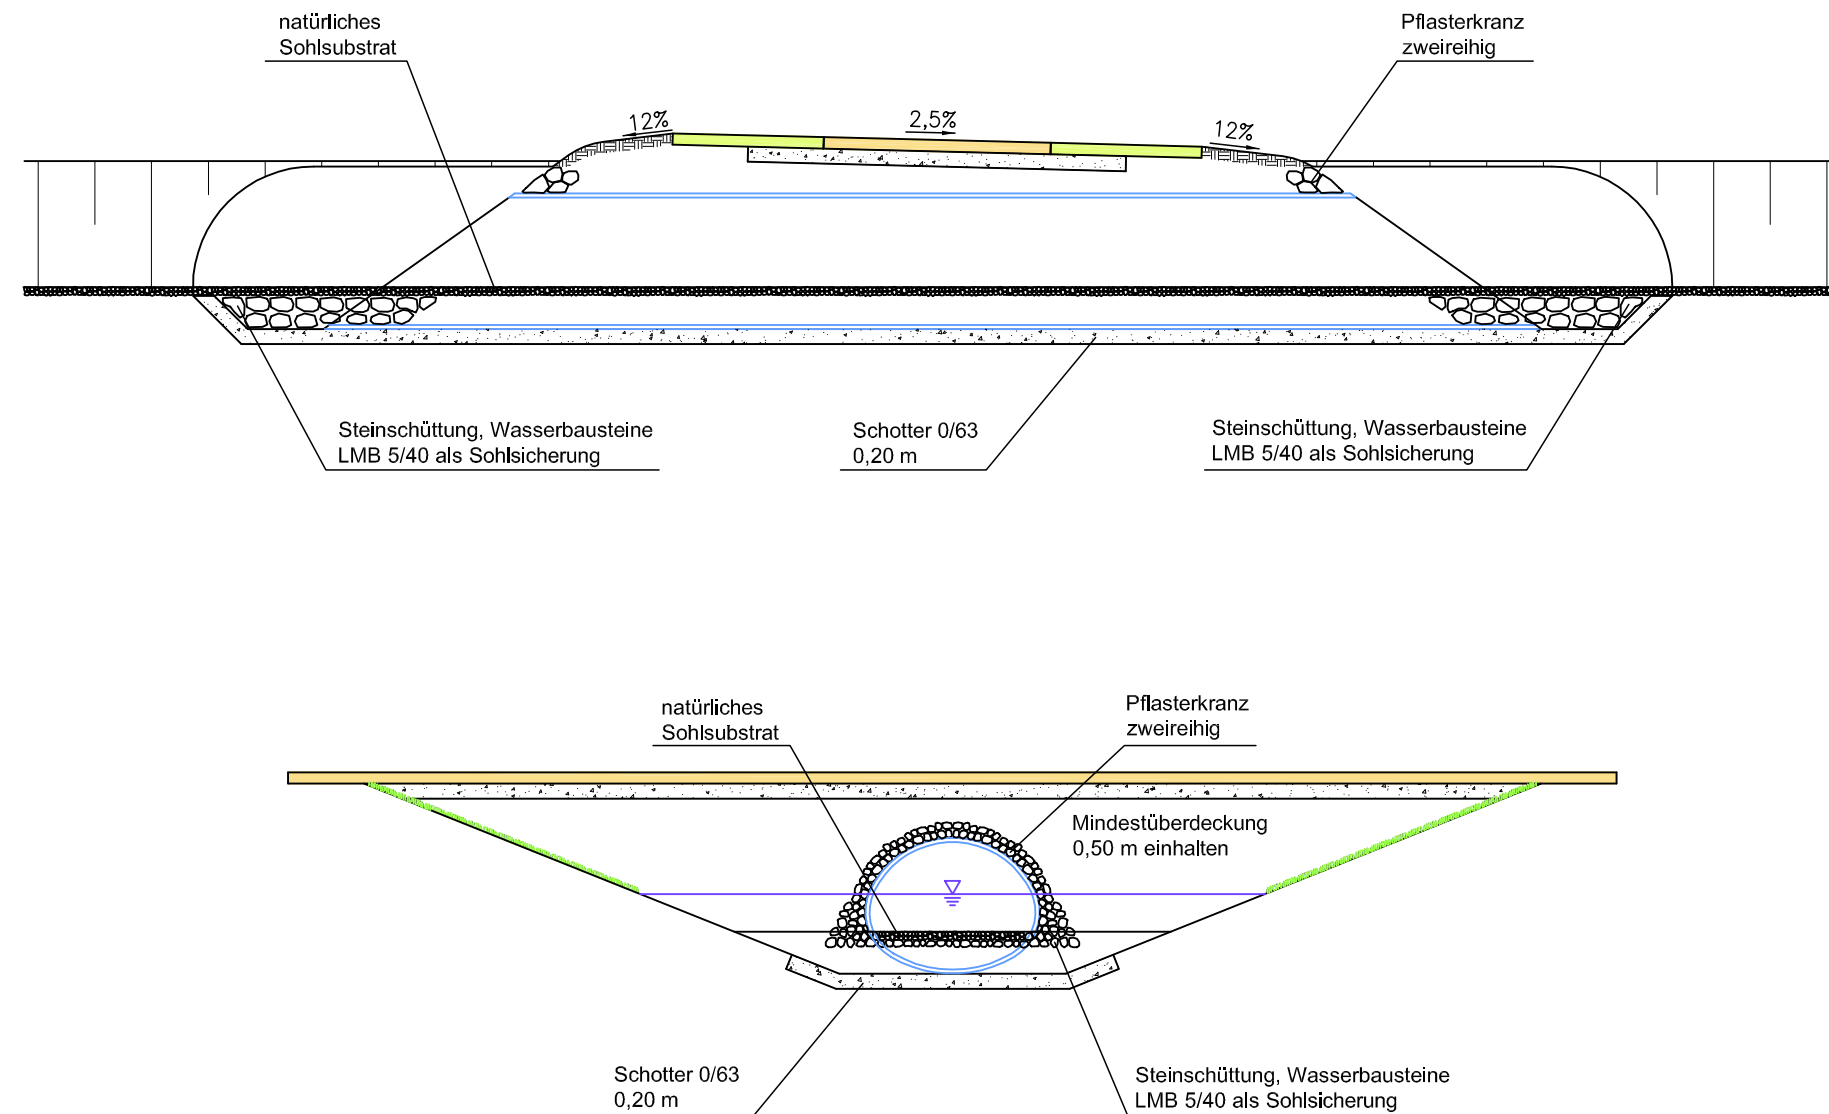 natürliches
Sohlsubstrat
Pflasterkranz
zweireihig
12%
2,5%
12%
Steinschüttung, Wasserbausteine
LMB 5/40 als Sohlsicherung
Schotter 0/63
0,20 m
Steinschüttung, Wasserbausteine
LMB 5/40 als Sohlsicherung
natürliches
Sohlsubstrat
Pflasterkranz
zweireihig
Mindestüberdeckung
0,50 m einhalten
Schotter 0/63
0,20 m
Steinschüttung, Wasserbausteine
LMB 5/40 als Sohlsicherung